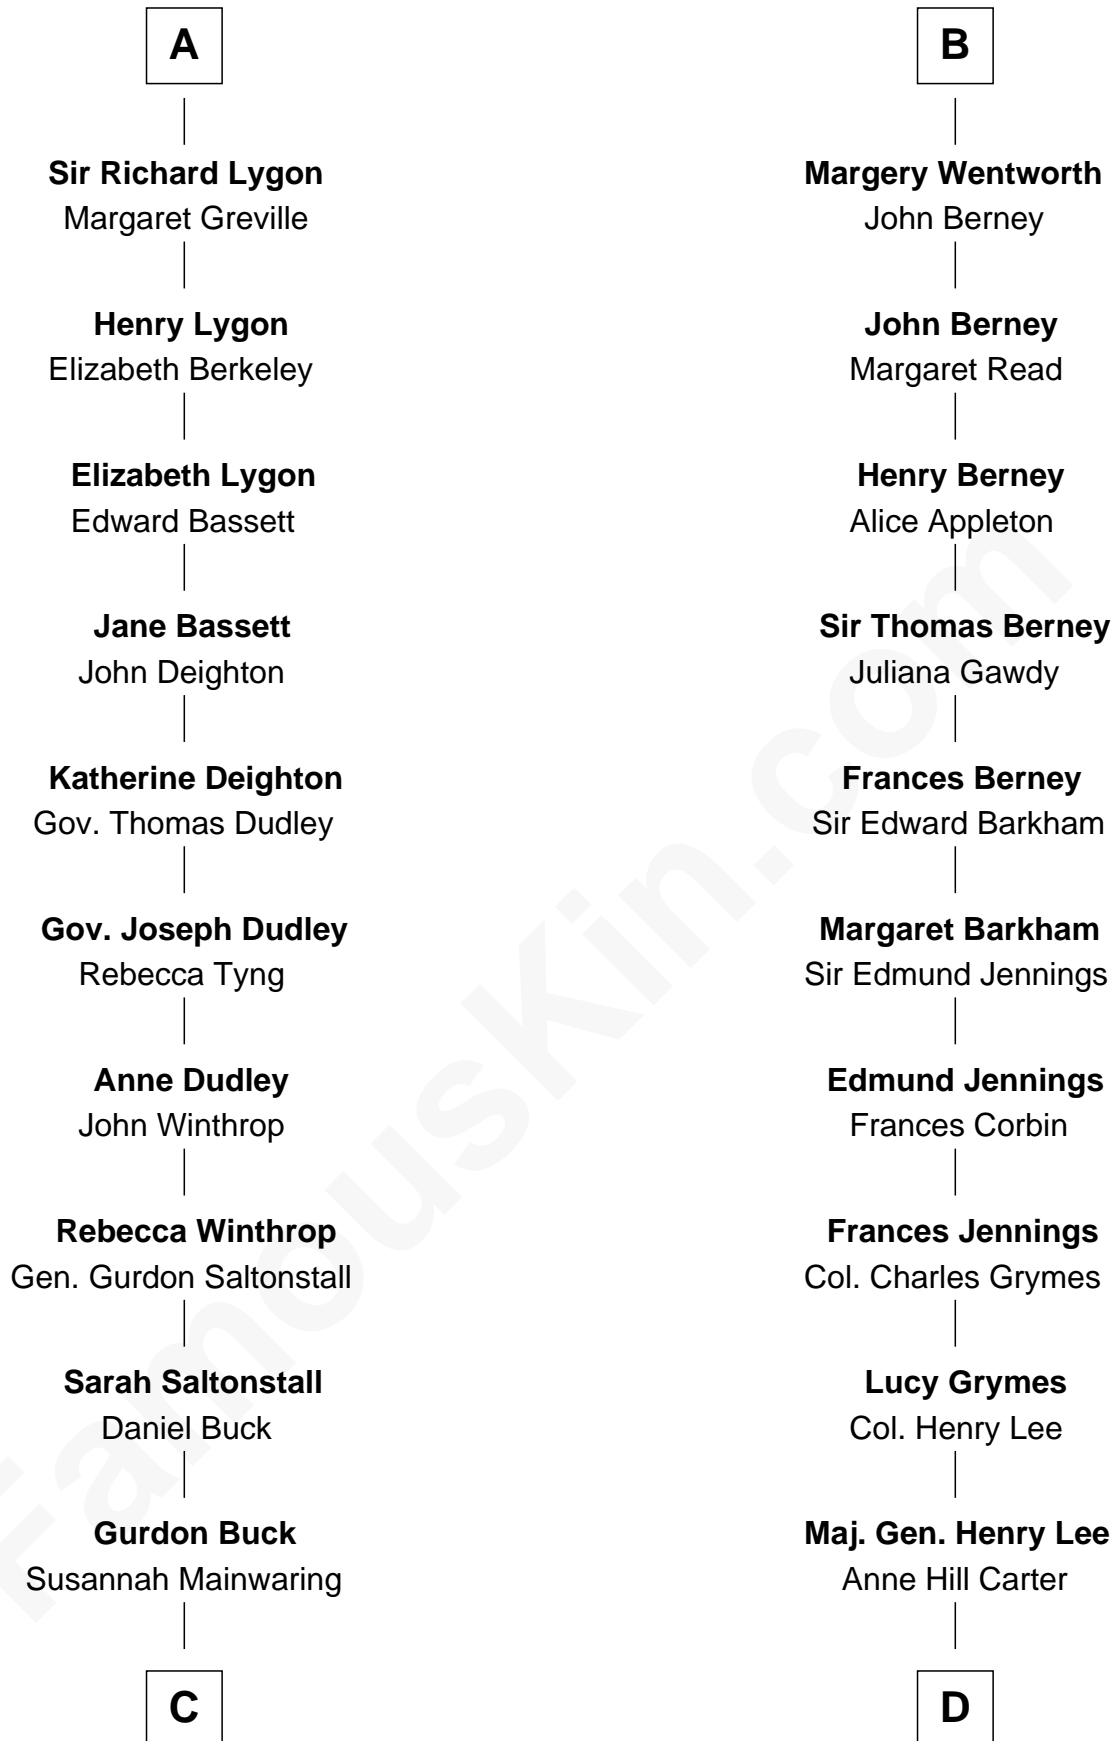 A
Sir Richard Lygon
Margaret Greville
Henry Lygon
Elizabeth Berkeley
Elizabeth Lygon
Edward Bassett
Jane Bassett
John Deighton
Katherine Deighton
Gov. Thomas Dudley
Gov. Joseph Dudley
Rebecca Tyng
Anne Dudley
John Winthrop
Rebecca Winthrop
Gen. Gurdon Saltonstall
Sarah Saltonstall
Daniel Buck
Gurdon Buck
Susannah Mainwaring
C
B
Margery Wentworth
John Berney
John Berney
Margaret Read
Henry Berney
Alice Appleton
Sir Thomas Berney
Juliana Gawdy
Frances Berney
Sir Edward Barkham
Margaret Barkham
Sir Edmund Jennings
Edmund Jennings
Frances Corbin
Frances Jennings
Col. Charles Grymes
Lucy Grymes
Col. Henry Lee
Maj. Gen. Henry Lee
Anne Hill Carter
D
FamousKin.com